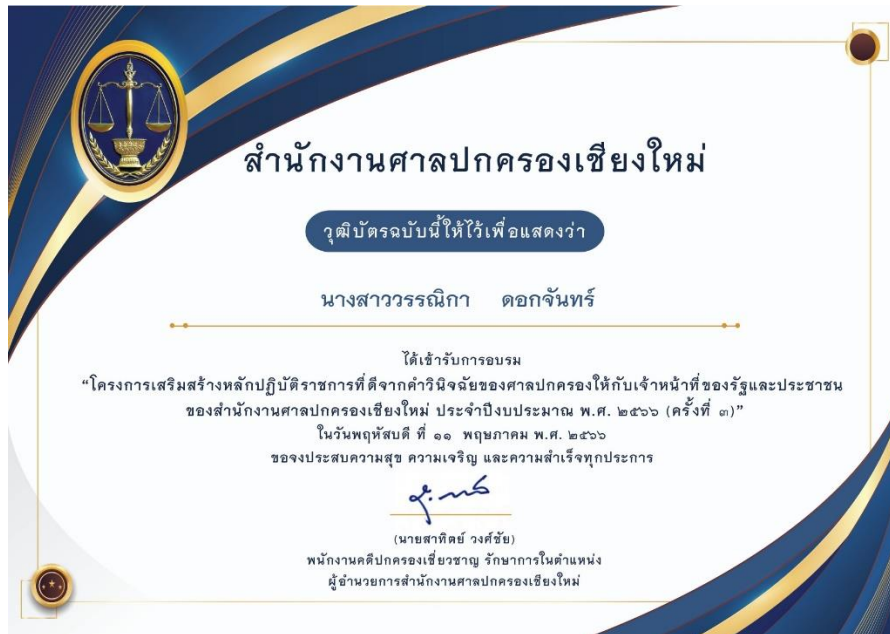 สำนักงานศาลปกครองเชียงใหม่
วุฒิบัตรฉบับนี้ให้ไว้เพื่อแสดงว่า
นางสาววรรณิกา ดอกจันทร์
ได้เข้ารับการอบรม
“โครงการเสริมสร้างหลักปฏิบัติราชการที่ดีจากคำวินิจฉัยของศาลปกครองให้กับเจ้าหน้าที่ของรัฐและประชาชน
ของสำนักงานศาลปกครองเชียงใหม่ ประจำปีงบประมาณ พ.ศ. ๒๕๖๖ (ครั้งที่ ๓)”
ในวันพฤหัสบดี ที่ ๑๑ พฤษภาคม พ.ศ. ๒๕๖๖
ขอจงประสบความสุข ความเจริญ และความสำเร็จทุกประการ
(นายสาทิตย์ วงศ์ชัย)
พนักงานคดีปกครองเชี่ยวชาญ รักษาการในตำแหน่ง
ผู้อำนวยการสำนักงานศาลปกครองเชียงใหม่